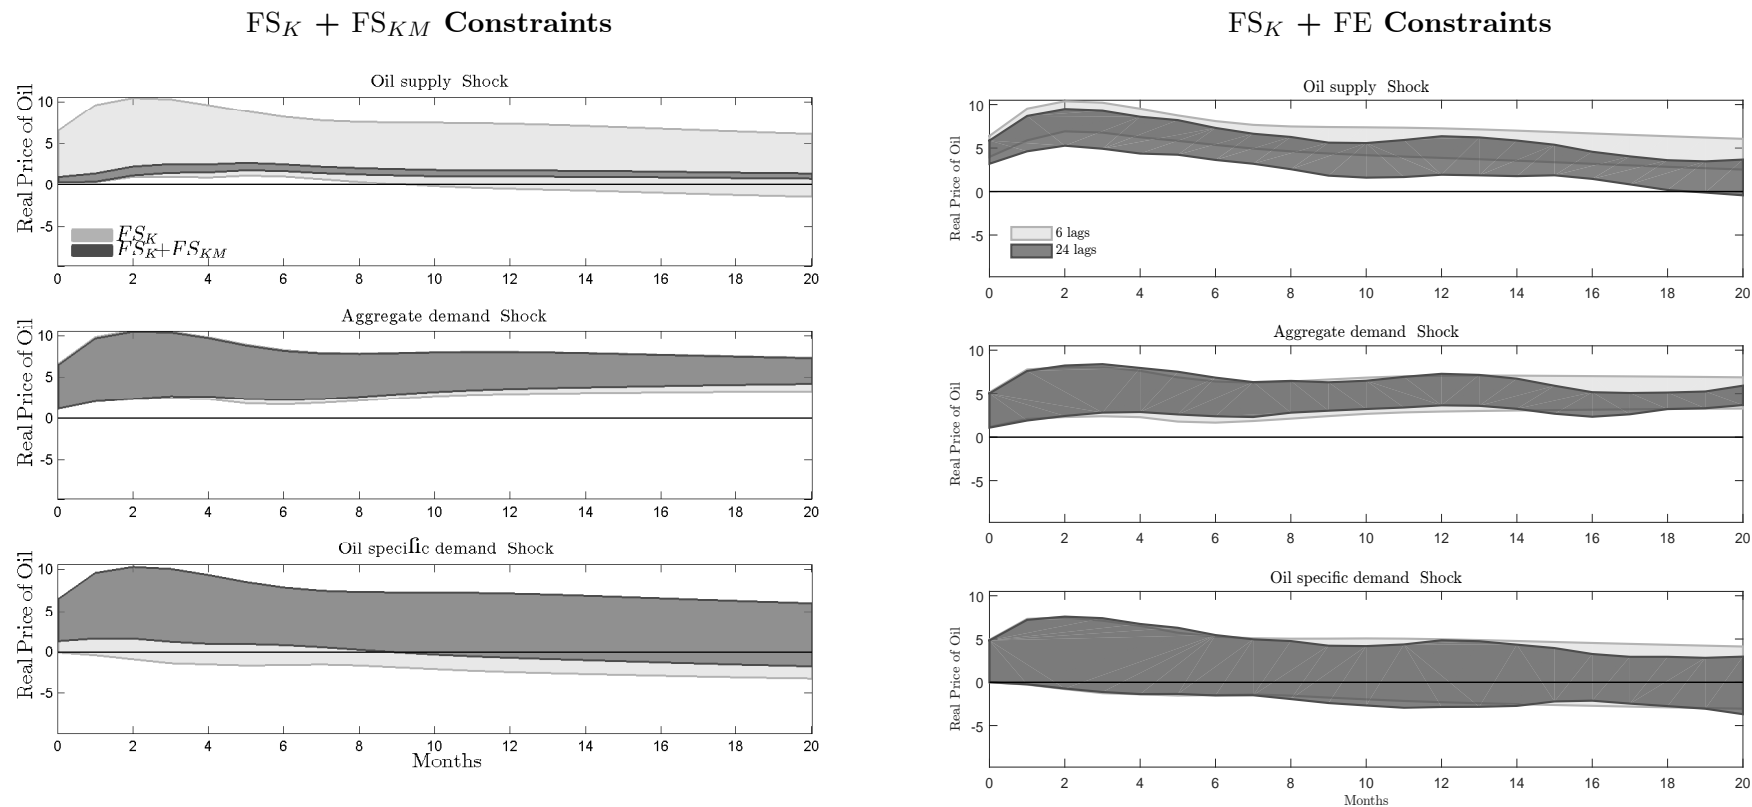 FS_K + FS_KM Constraints
Oil supply Shock
Real Price of Oil
10
5
0
-5
FS_K
FS_K+FS_KM
0 2 4 6 8 10 12 14 16 18 20
Aggregate demand Shock
Real Price of Oil
10
5
0
-5
0 2 4 6 8 10 12 14 16 18 20
Oil specific demand Shock
Real Price of Oil
10
5
0
-5
0 2 4 6 8 10 12 14 16 18 20
Months
FS_K + FE Constraints
Oil supply Shock
Real Price of Oil
10
5
0
-5
6 lags
24 lags
0 2 4 6 8 10 12 14 16 18 20
Aggregate demand Shock
Real Price of Oil
10
5
0
-5
0 2 4 6 8 10 12 14 16 18 20
Oil specific demand Shock
Real Price of Oil
10
5
0
-5
0 2 4 6 8 10 12 14 16 18 20
Months